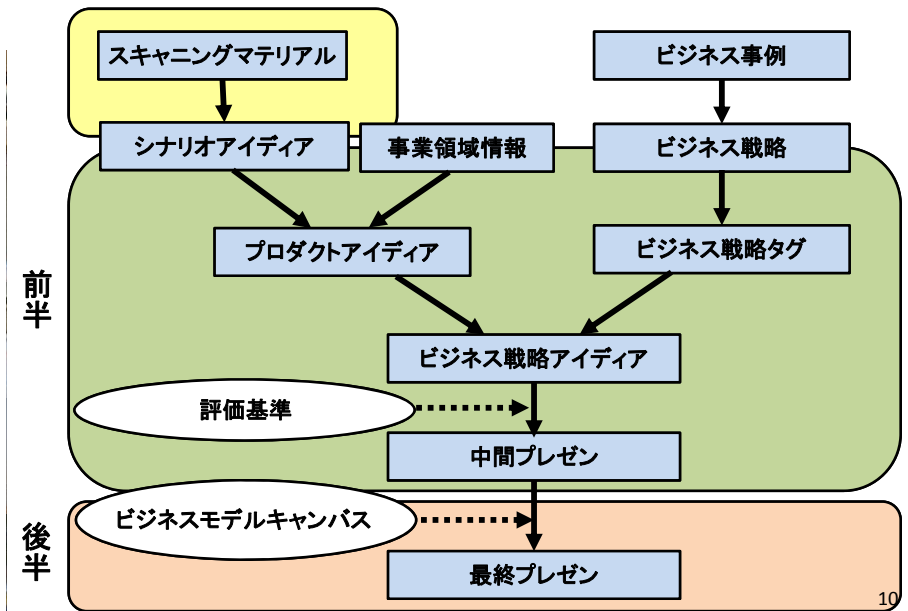 スキャニングマテリアル
ビジネス事例
シナリオアイディア
事業領域情報
ビジネス戦略
プロダクトアイディア
ビジネス戦略タグ
前半
ビジネス戦略アイディア
評価基準
中間プレゼン
ビジネスモデルキャンバス
後半
最終プレゼン
10